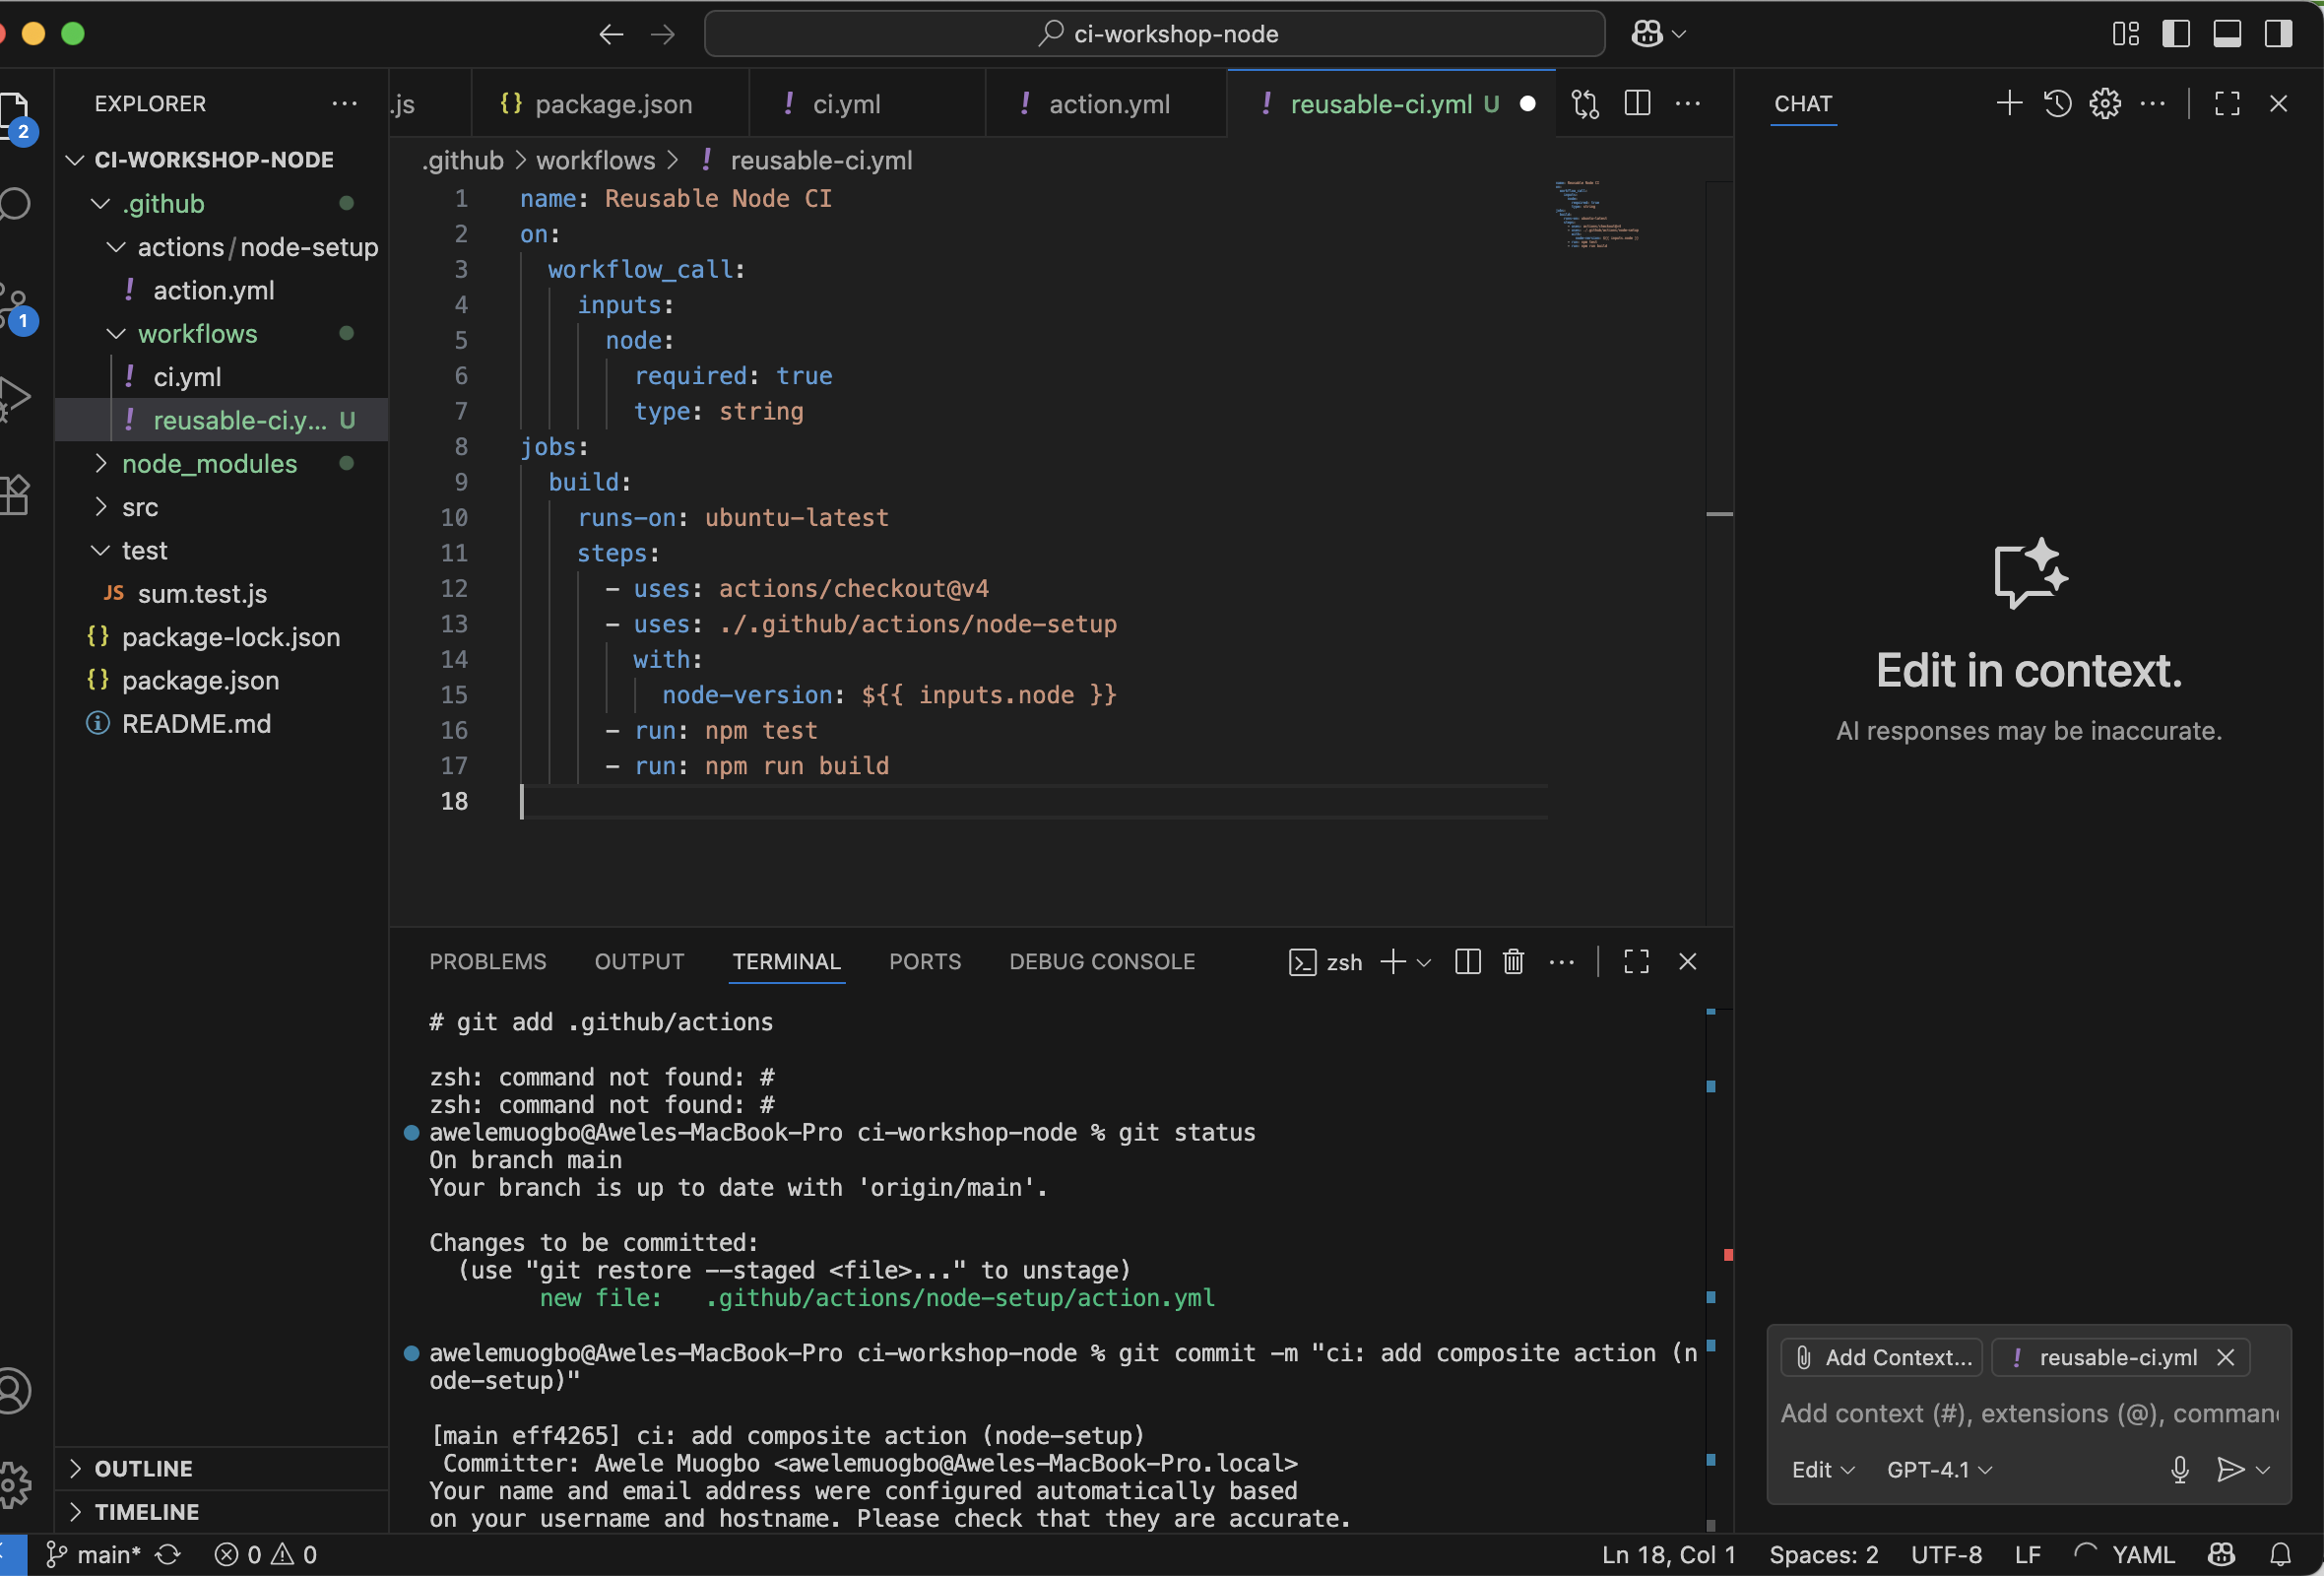 ci-workshop-node
EXPLORER
CI-WORKSHOP-NODE
.github
actions/node-setup
! action.yml
workflows
! ci.yml
! reusable-ci.y... U
node_modules
src
test
JS sum.test.js
{} package-lock.json
{} package.json
README.md
OUTLINE
TIMELINE
2
1
.js
{} package.json
! ci.yml
! action.yml
! reusable-ci.yml U
.github > workflows > ! reusable-ci.yml
1 name: Reusable Node CI
2 on:
3 workflow_call:
4 inputs:
5 node:
6 required: true
7 type: string
8 jobs:
9 build:
10 runs-on: ubuntu-latest
11 steps:
12 - uses: actions/checkout@v4
13 - uses: ./.github/actions/node-setup
14 with:
15 node-version: ${{ inputs.node }}
16 - run: npm test
17 - run: npm run build
18
PROBLEMS OUTPUT TERMINAL PORTS DEBUG CONSOLE zsh
# git add .github/actions
zsh: command not found: #
zsh: command not found: #
awelemuogbo@Aweles-MacBook-Pro ci-workshop-node % git status
On branch main
Your branch is up to date with 'origin/main'.
Changes to be committed:
(use "git restore --staged <file>..." to unstage)
new file: .github/actions/node-setup/action.yml
awelemuogbo@Aweles-MacBook-Pro ci-workshop-node % git commit -m "ci: add composite action (n
ode-setup)"
[main eff4265] ci: add composite action (node-setup)
Committer: Awele Muogbo <awelemuogbo@Aweles-MacBook-Pro.local>
Your name and email address were configured automatically based
on your username and hostname. Please check that they are accurate.
CHAT
Edit in context.
AI responses may be inaccurate.
Add Context... ! reusable-ci.yml
Add context (#), extensions (@), comman
Edit GPT-4.1
main* 0 0 Ln 18, Col 1 Spaces: 2 UTF-8 LF YAML